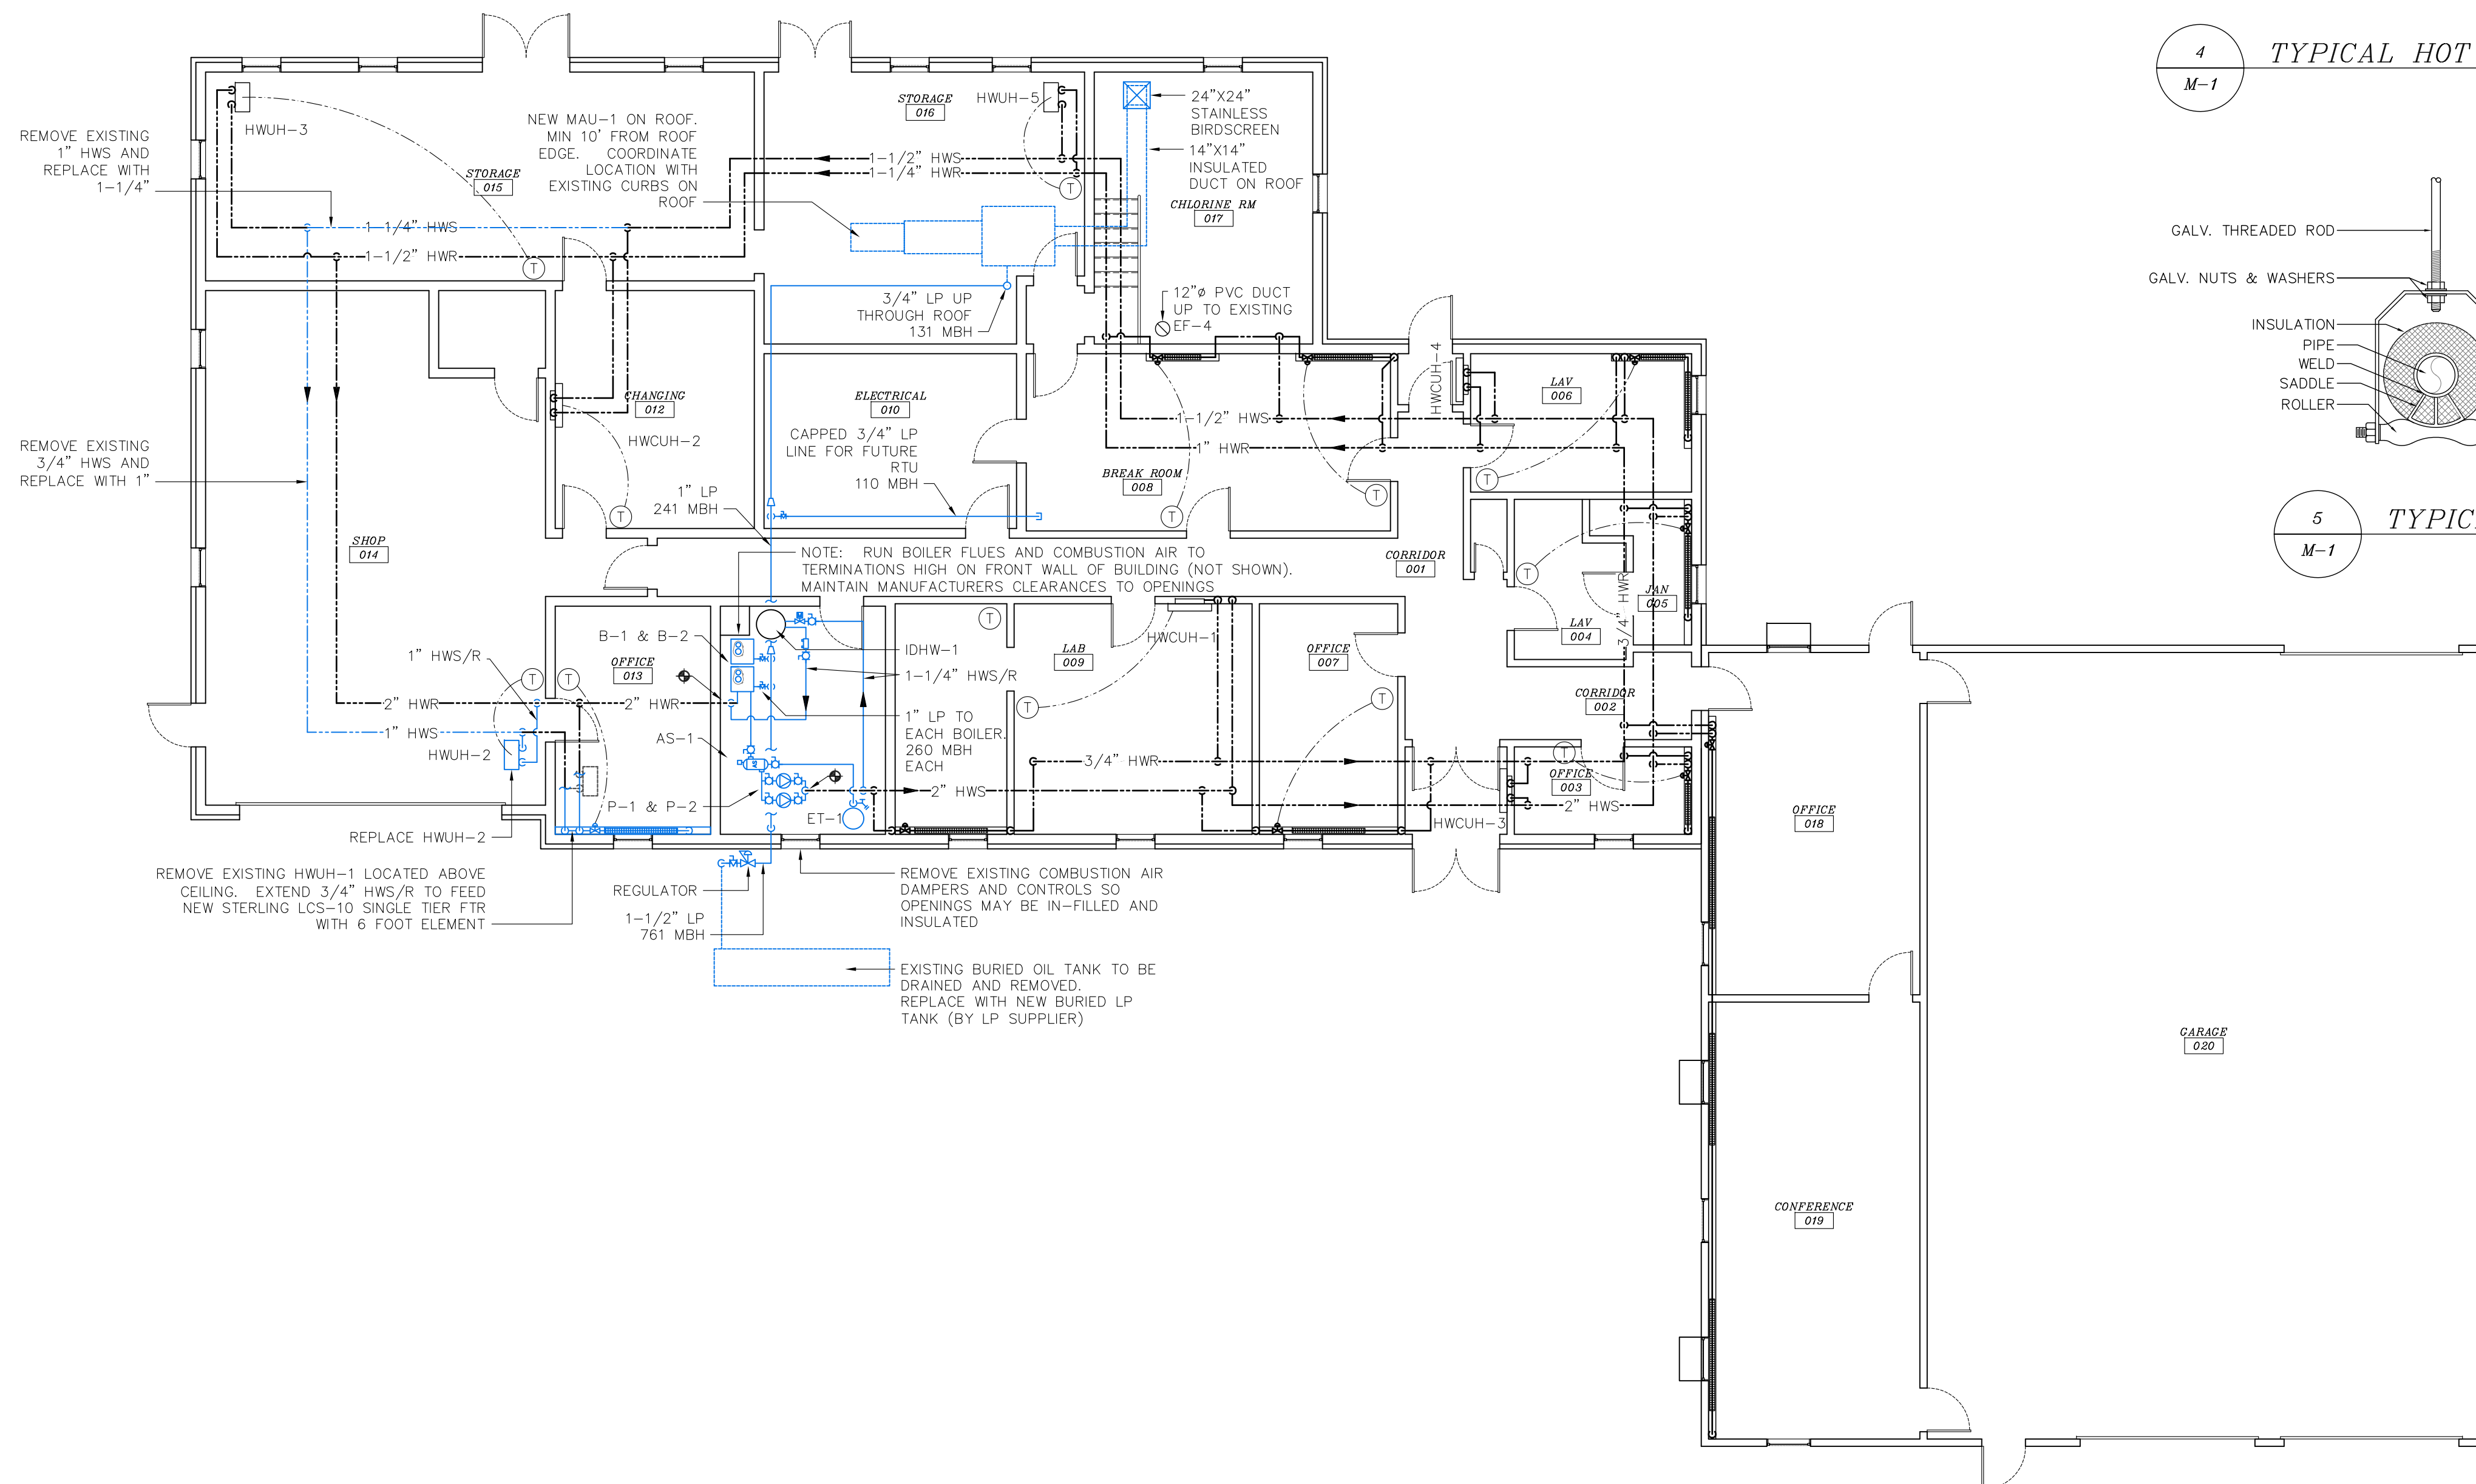 4
M-1
TYPICAL HOT
GALV. THREADED ROD
GALV. NUTS & WASHERS
INSULATION
PIPE
WELD
SADDLE
ROLLER
5
M-1
TYPIC
REMOVE EXISTING
1" HWS AND
REPLACE WITH
1-1/4"
HWUH-3
STORAGE
015
NEW MAU-1 ON ROOF.
MIN 10' FROM ROOF
EDGE. COORDINATE
LOCATION WITH
EXISTING CURBS ON
ROOF
STORAGE
016
HWUH-5
T
24"X24"
STAINLESS
BIRDSCREEN
14"X14"
INSULATED
DUCT ON ROOF
CHLORINE RM
017
1-1/2" HWS
1-1/4" HWR
1-1/4" HWS
1-1/2" HWR
T
3/4" LP UP
THROUGH ROOF
131 MBH
12"ø PVC DUCT
UP TO EXISTING
EF-4
HWCUH-4
LAV
006
CHANGING
012
HWCUH-2
ELECTRICAL
010
CAPPED 3/4" LP
LINE FOR FUTURE
RTU
110 MBH
1-1/2" HWS
1" HWR
BREAK ROOM
008
REMOVE EXISTING
3/4" HWS AND
REPLACE WITH 1"
1" LP
241 MBH
T
T
T
T
SHOP
014
NOTE: RUN BOILER FLUES AND COMBUSTION AIR TO
TERMINATIONS HIGH ON FRONT WALL OF BUILDING (NOT SHOWN).
MAINTAIN MANUFACTURERS CLEARANCES TO OPENINGS
CORRIDOR
001
T
3/4" HWR
JAN
005
LAV
004
B-1 & B-2
1" HWS/R
OFFICE
013
T
T
IDHW-1
T
LAB
009
HWCUH-1
OFFICE
007
1-1/4" HWS/R
T
T
CORRIDOR
002
2" HWR
2" HWR
1" HWS
HWUH-2
AS-1
AS
1" LP TO
EACH BOILER.
260 MBH
EACH
3/4" HWR
2" HWS
T
OFFICE
003
2" HWS
P-1 & P-2
ET-1
HWCUH-3
OFFICE
018
REPLACE HWUH-2
REMOVE EXISTING HWUH-1 LOCATED ABOVE
CEILING. EXTEND 3/4" HWS/R TO FEED
NEW STERLING LCS-10 SINGLE TIER FTR
WITH 6 FOOT ELEMENT
REGULATOR
1-1/2" LP
761 MBH
REMOVE EXISTING COMBUSTION AIR
DAMPERS AND CONTROLS SO
OPENINGS MAY BE IN-FILLED AND
INSULATED
EXISTING BURIED OIL TANK TO BE
DRAINED AND REMOVED.
REPLACE WITH NEW BURIED LP
TANK (BY LP SUPPLIER)
GARAGE
020
CONFERENCE
019